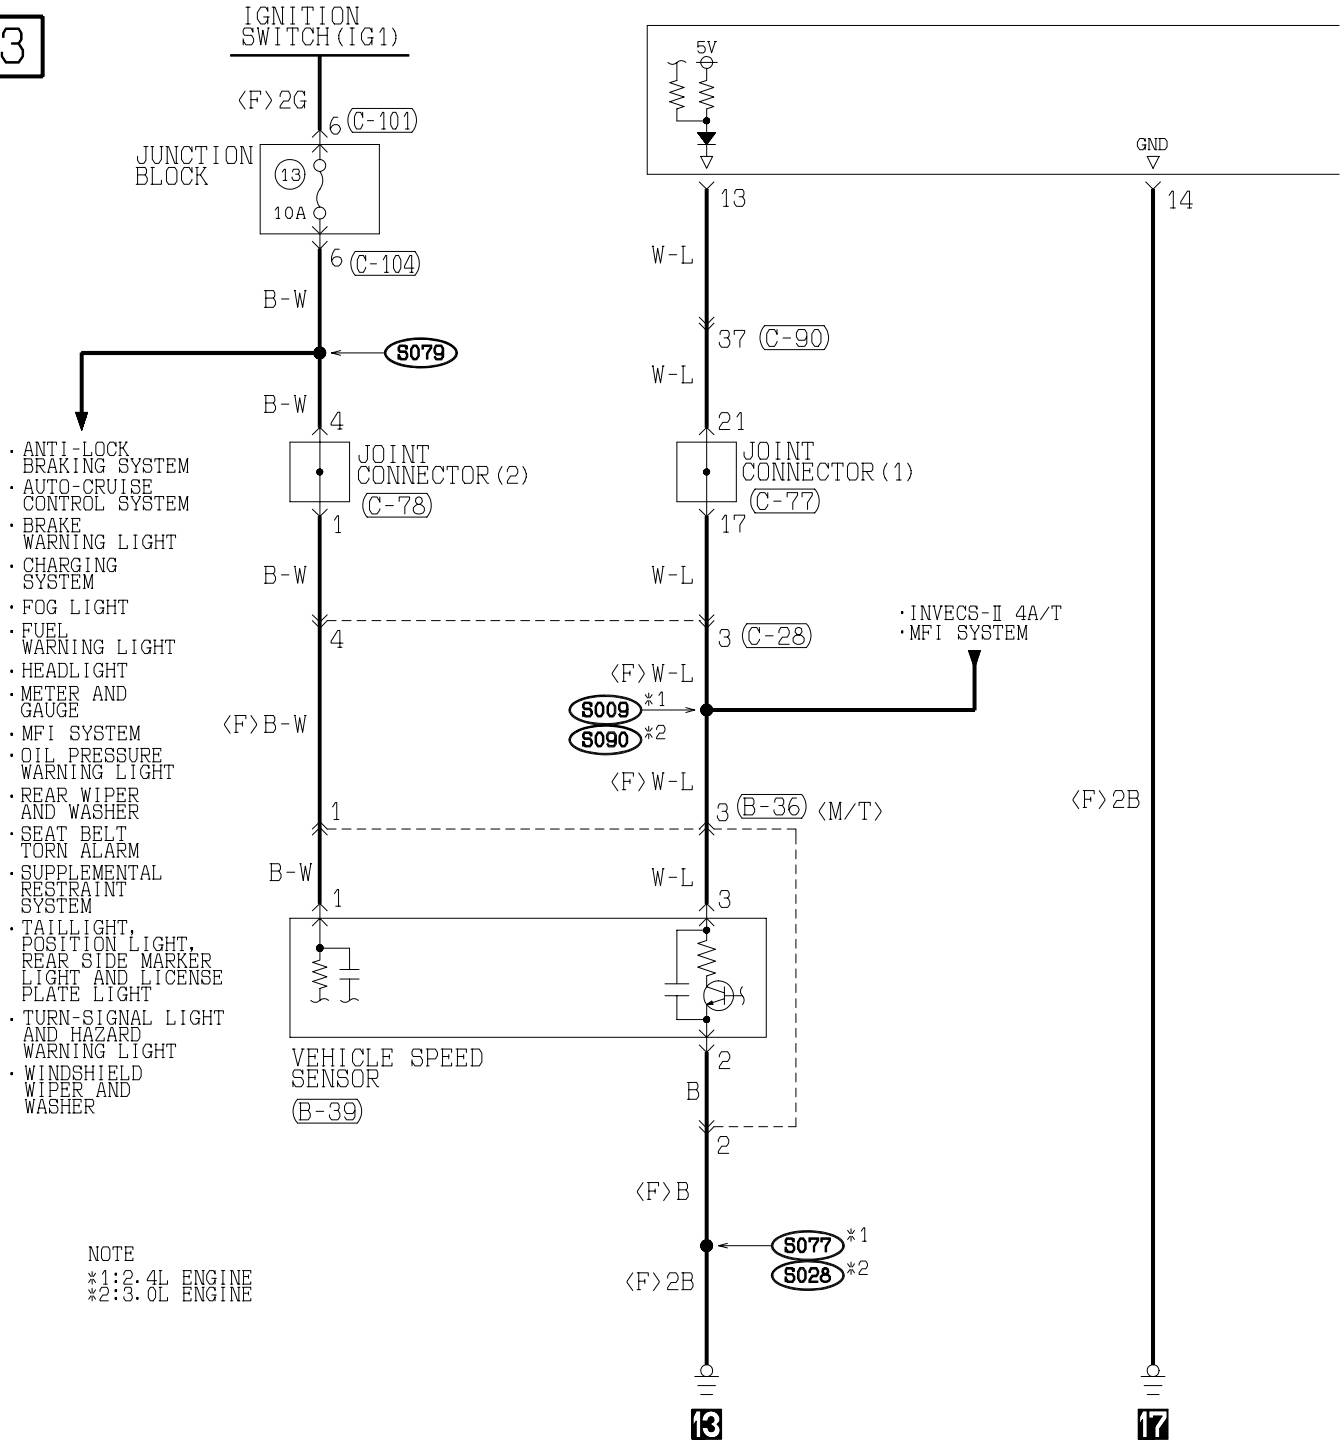 3
IGNITION
SWITCH(IG1)
〈F〉2G
6 (C-101)
JUNCTION
BLOCK
13
10A
6 (C-104)
B-W
S079
B-W
4
JOINT
CONNECTOR(2)
(C-78)
1
B-W
4
〈F〉B-W
1
B-W
1
VEHICLE SPEED
SENSOR
(B-39)
· ANTI-LOCK
BRAKING SYSTEM
· AUTO-CRUISE
CONTROL SYSTEM
· BRAKE
WARNING LIGHT
· CHARGING
SYSTEM
· FOG LIGHT
· FUEL
WARNING LIGHT
· HEADLIGHT
· METER AND
GAUGE
· MFI SYSTEM
· OIL PRESSURE
WARNING LIGHT
· REAR WIPER
AND WASHER
· SEAT BELT
TORN ALARM
· SUPPLEMENTAL
RESTRAINT
SYSTEM
· TAILLIGHT,
POSITION LIGHT,
REAR SIDE MARKER
LIGHT AND LICENSE
PLATE LIGHT
· TURN-SIGNAL LIGHT
AND HAZARD
WARNING LIGHT
· WINDSHIELD
WIPER AND
WASHER
NOTE
*1:2.4L ENGINE
*2:3.0L ENGINE
5V
13
W-L
37 (C-90)
W-L
21
JOINT
CONNECTOR(1)
(C-77)
17
W-L
3 (C-28)
〈F〉W-L
S009 *1
S090 *2
· INVECS-Ⅱ 4A/T
· MFI SYSTEM
〈F〉W-L
3 (B-36) 〈M/T〉
W-L
3
2
B
2
〈F〉B
S077 *1
S028 *2
〈F〉2B
13
GND
14
〈F〉2B
17